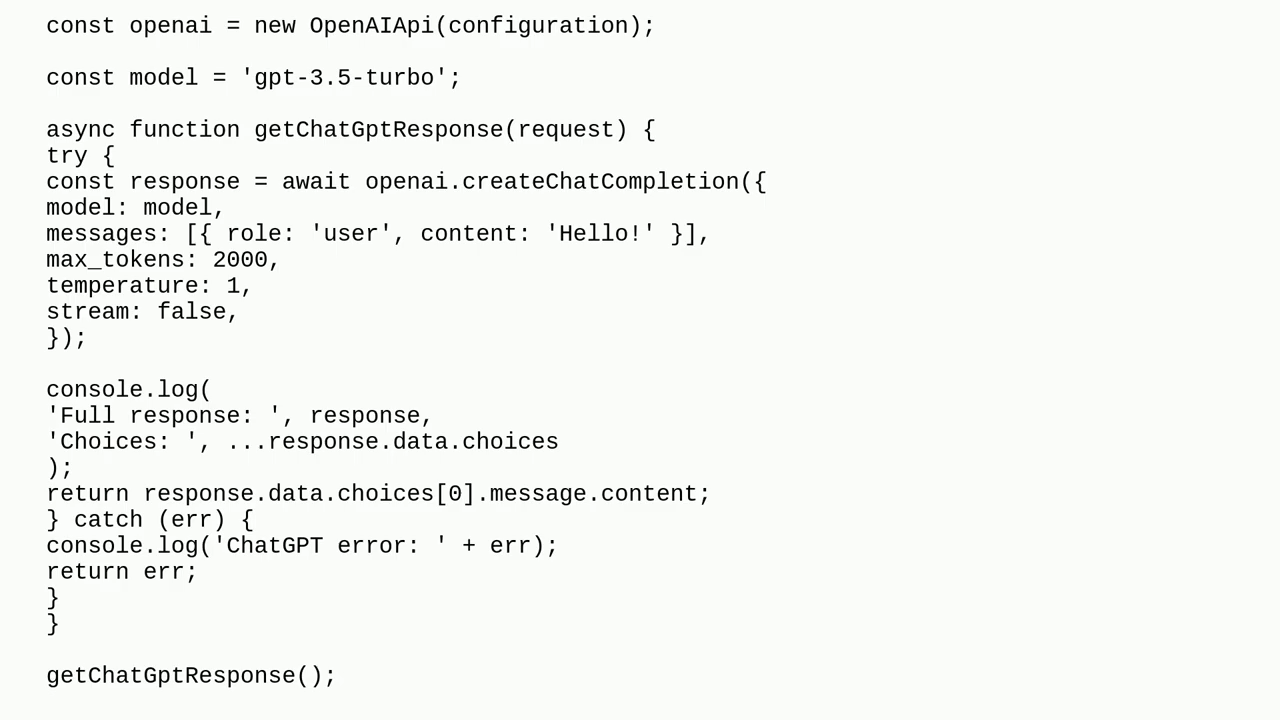 const openai = new OpenAIApi(configuration);
const model = 'gpt-3.5-turbo';
async function getChatGptResponse(request) {
try {
const response = await openai.createChatCompletion({
model: model,
messages: [{ role: 'user', content: 'Hello!' }],
max_tokens: 2000,
temperature: 1,
stream: false,
});
console.log(
'Full response: ', response,
'Choices: ', ...response.data.choices
);
return response.data.choices[0].message.content;
} catch (err) {
console.log('ChatGPT error: ' + err);
return err;
}
}
getChatGptResponse();